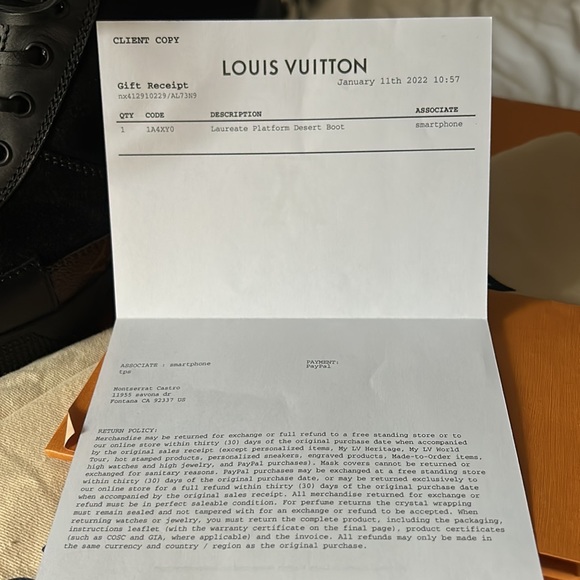 CLIENT COPY
LOUIS VUITTON
January 11th 2022 10:57
Gift Receipt
nx412910229/AL73N9
QTY CODE DESCRIPTION ASSOCIATE
1 1A4XY0 Laureate Platform Desert Boot smartphone
ASSOCIATE : smartphone
tps
PAYMENT:
PayPal
Montzerrat Castro
11955 savona dr
Fontana CA 92337 US
RETURN POLICY:
Merchandise may be returned for exchange or full refund to a free standing store or to
our online store within thirty (30) days of the original purchase date when accompanied
by the original sales receipt (except personalized items, My LV Heritage, My LV World
Tour, hot stamped products, personalized sneakers, engraved products, Made-to-Order items,
high watches and high jewelry, and PayPal purchases). Mask covers cannot be returned or
exchanged for sanitary reasons. PayPal purchases may be exchanged at a free standing store
within thirty (30) days of the original purchase date, or may be returned exclusively to
our online store for a full refund within thirty (30) days of the original purchase date
when accompanied by the original sales receipt. All merchandise returned for exchange or
refund must be in perfect saleable condition. For perfume returns the crystal wrapping
must remain sealed and not tampered with for an exchange or refund to be accepted. When
returning watches or jewelry, you must return the complete product, including the packaging,
instructions leaflet (with the warranty certificate on the final page), product certificates
(such as COSC and GIA, where applicable) and the invoice. All refunds may only be made in
the same currency and country / region as the original purchase.